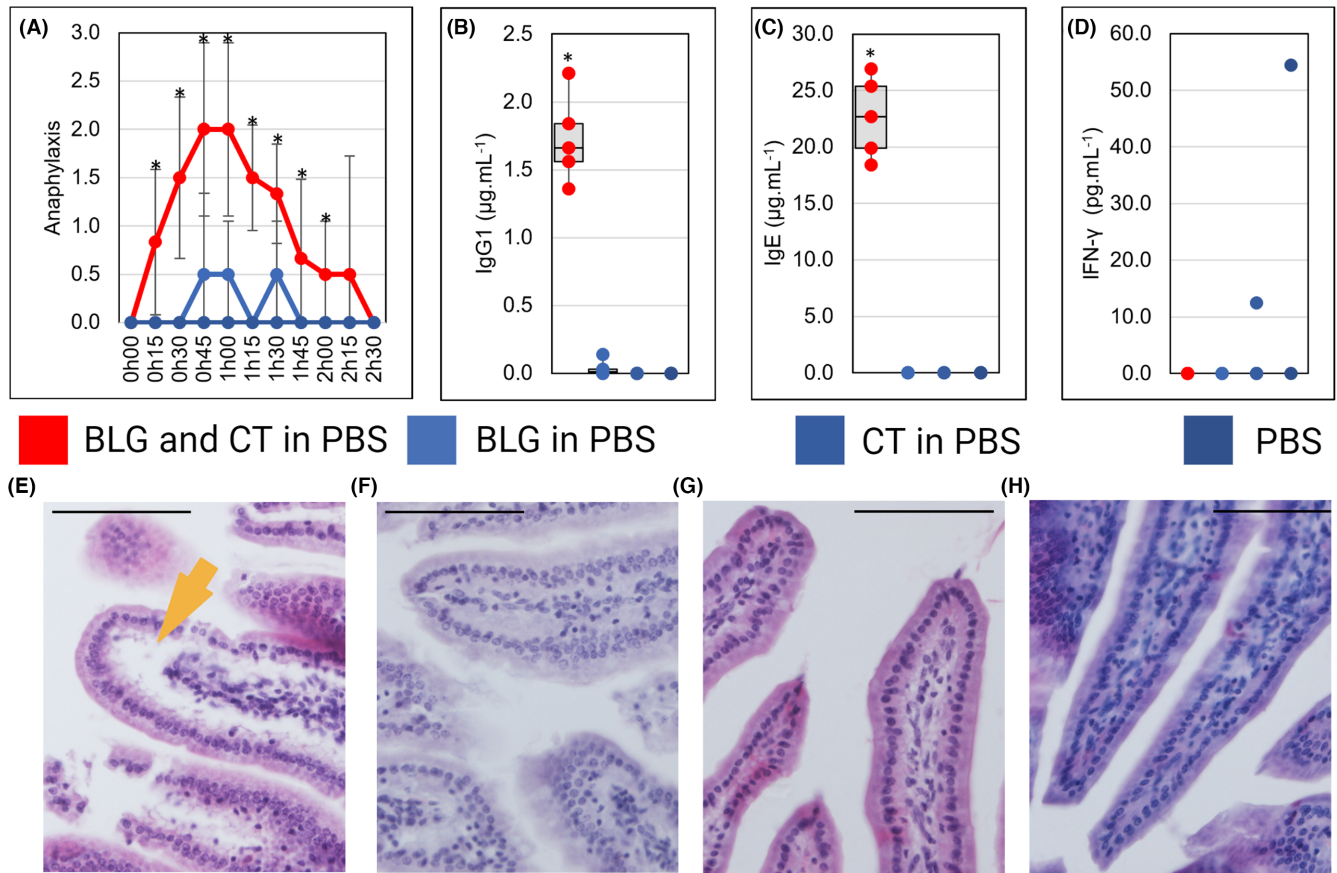 (A)
Anaphylaxis
3.0
2.5
2.0
1.5
1.0
0.5
0.0
0h00
0h15
0h30
0h45
1h00
1h15
1h30
1h45
2h00
2h15
2h30
* * * * * * * *
(B)
IgG1 (µg.mL⁻¹)
2.5
2.0
1.5
1.0
0.5
0.0
*
(C)
IgE (µg.mL⁻¹)
30.0
25.0
20.0
15.0
10.0
5.0
0.0
*
(D)
IFN-γ (pg.mL⁻¹)
60.0
50.0
40.0
30.0
20.0
10.0
0.0
BLG and CT in PBS
BLG in PBS
CT in PBS
PBS
(E)
(F)
(G)
(H)